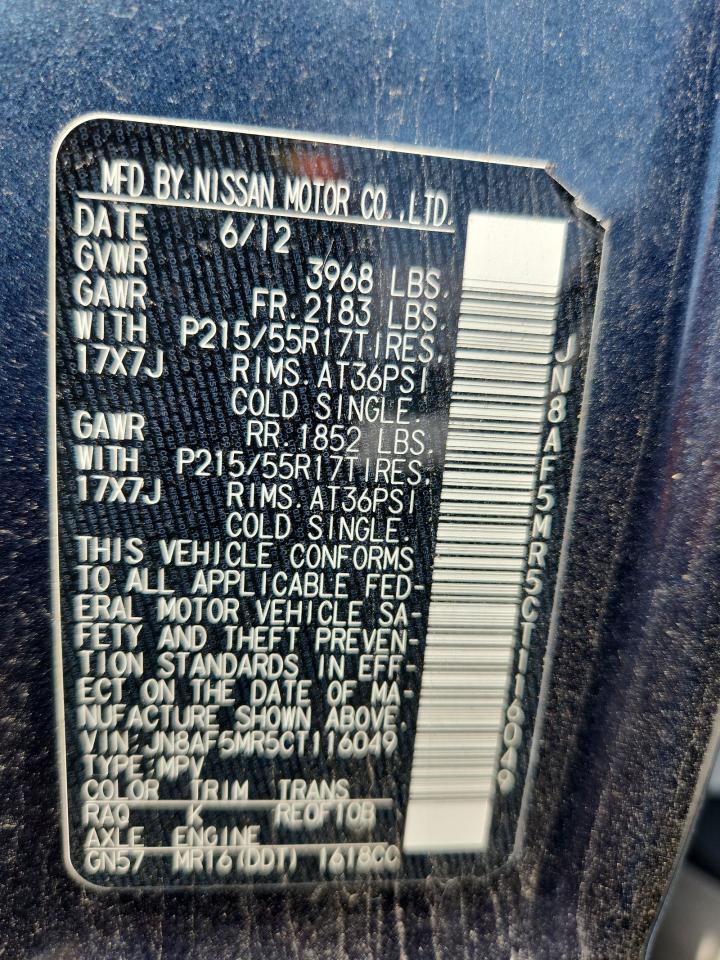 MFD BY.NISSAN MOTOR CO.,LTD.
DATE 6/12
GVWR 3968 LBS.
GAWR FR.2183 LBS.
WITH P215/55R17TIRES.
17X7J RIMS.AT36PSI
COLD SINGLE.
GAWR RR.1852 LBS.
WITH P215/55R17TIRES.
17X7J RIMS.AT36PSI
COLD SINGLE.
THIS VEHICLE CONFORMS
TO ALL APPLICABLE FED-
ERAL MOTOR VEHICLE SA-
FETY AND THEFT PREVEN-
TION STANDARDS IN EFF-
ECT ON THE DATE OF MA-
NUFACTURE SHOWN ABOVE.
VIN:JN8AF5MR5CT116049
TYPE:MPV
COLOR TRIM TRANS
RAQ K REOF10B
AXLE ENGINE
GN57 MR16(DDT) 1618CC
JN8AF5MR5CT116049